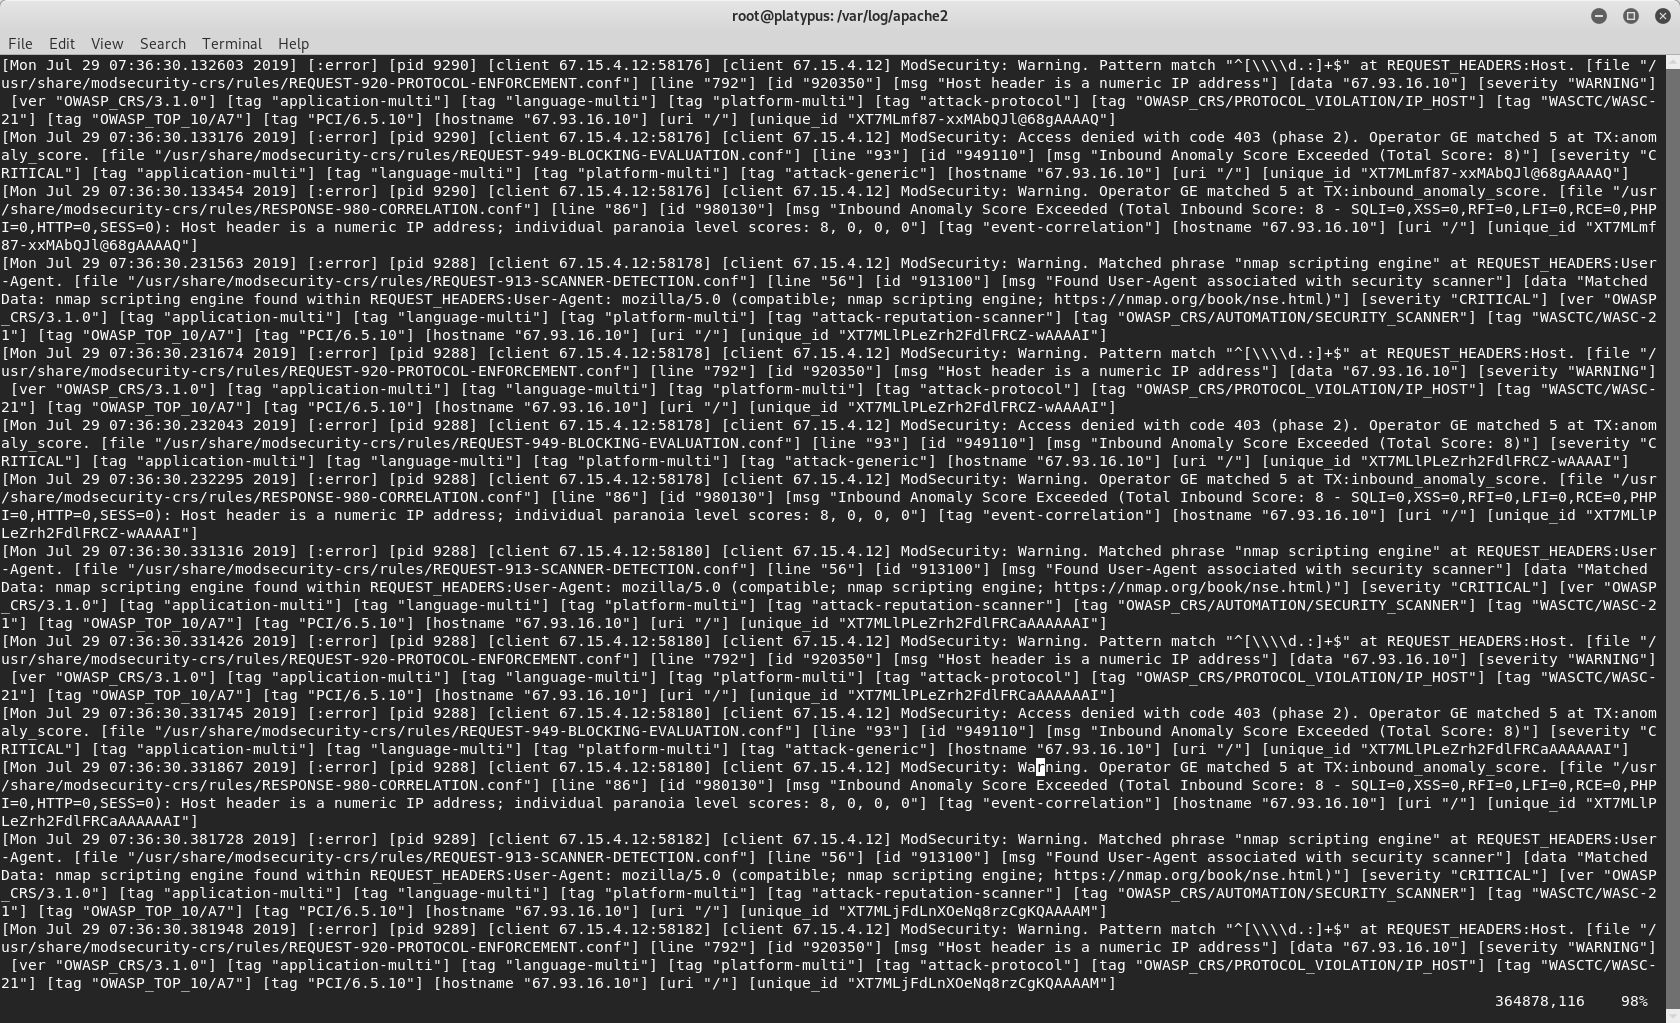 root@platypus: /var/log/apache2
File Edit View Search Terminal Help
[Mon Jul 29 07:36:30.132603 2019] [:error] [pid 9290] [client 67.15.4.12:58176] [client 67.15.4.12] ModSecurity: Warning. Pattern match "^[\\\\d.:]+$" at REQUEST_HEADERS:Host. [file "/
usr/share/modsecurity-crs/rules/REQUEST-920-PROTOCOL-ENFORCEMENT.conf"] [line "792"] [id "920350"] [msg "Host header is a numeric IP address"] [data "67.93.16.10"] [severity "WARNING"]
[ver "OWASP_CRS/3.1.0"] [tag "application-multi"] [tag "language-multi"] [tag "platform-multi"] [tag "attack-protocol"] [tag "OWASP_CRS/PROTOCOL_VIOLATION/IP_HOST"] [tag "WASCTC/WASC-
21"] [tag "OWASP_TOP_10/A7"] [tag "PCI/6.5.10"] [hostname "67.93.16.10"] [uri "/"] [unique_id "XT7MLmf87-xxMAbQJl@68gAAAAQ"]
[Mon Jul 29 07:36:30.133176 2019] [:error] [pid 9290] [client 67.15.4.12:58176] [client 67.15.4.12] ModSecurity: Access denied with code 403 (phase 2). Operator GE matched 5 at TX:anom
aly_score. [file "/usr/share/modsecurity-crs/rules/REQUEST-949-BLOCKING-EVALUATION.conf"] [line "93"] [id "949110"] [msg "Inbound Anomaly Score Exceeded (Total Score: 8)"] [severity "C
RITICAL"] [tag "application-multi"] [tag "language-multi"] [tag "platform-multi"] [tag "attack-generic"] [hostname "67.93.16.10"] [uri "/"] [unique_id "XT7MLmf87-xxMAbQJl@68gAAAAQ"]
[Mon Jul 29 07:36:30.133454 2019] [:error] [pid 9290] [client 67.15.4.12:58176] [client 67.15.4.12] ModSecurity: Warning. Operator GE matched 5 at TX:inbound_anomaly_score. [file "/usr
/share/modsecurity-crs/rules/RESPONSE-980-CORRELATION.conf"] [line "86"] [id "980130"] [msg "Inbound Anomaly Score Exceeded (Total Inbound Score: 8 - SQLI=0,XSS=0,RFI=0,LFI=0,RCE=0,PHP
I=0,HTTP=0,SESS=0): Host header is a numeric IP address; individual paranoia level scores: 8, 0, 0, 0"] [tag "event-correlation"] [hostname "67.93.16.10"] [uri "/"] [unique_id "XT7MLmf
87-xxMAbQJl@68gAAAAQ"]
[Mon Jul 29 07:36:30.231563 2019] [:error] [pid 9288] [client 67.15.4.12:58178] [client 67.15.4.12] ModSecurity: Warning. Matched phrase "nmap scripting engine" at REQUEST_HEADERS:User
-Agent. [file "/usr/share/modsecurity-crs/rules/REQUEST-913-SCANNER-DETECTION.conf"] [line "56"] [id "913100"] [msg "Found User-Agent associated with security scanner"] [data "Matched
Data: nmap scripting engine found within REQUEST_HEADERS:User-Agent: mozilla/5.0 (compatible; nmap scripting engine; https://nmap.org/book/nse.html)"] [severity "CRITICAL"] [ver "OWASP
_CRS/3.1.0"] [tag "application-multi"] [tag "language-multi"] [tag "platform-multi"] [tag "attack-reputation-scanner"] [tag "OWASP_CRS/AUTOMATION/SECURITY_SCANNER"] [tag "WASCTC/WASC-2
1"] [tag "OWASP_TOP_10/A7"] [tag "PCI/6.5.10"] [hostname "67.93.16.10"] [uri "/"] [unique_id "XT7MLlPLeZrh2FdlFRCZ-wAAAAI"]
[Mon Jul 29 07:36:30.231674 2019] [:error] [pid 9288] [client 67.15.4.12:58178] [client 67.15.4.12] ModSecurity: Warning. Pattern match "^[\\\\d.:]+$" at REQUEST_HEADERS:Host. [file "/
usr/share/modsecurity-crs/rules/REQUEST-920-PROTOCOL-ENFORCEMENT.conf"] [line "792"] [id "920350"] [msg "Host header is a numeric IP address"] [data "67.93.16.10"] [severity "WARNING"]
[ver "OWASP_CRS/3.1.0"] [tag "application-multi"] [tag "language-multi"] [tag "platform-multi"] [tag "attack-protocol"] [tag "OWASP_CRS/PROTOCOL_VIOLATION/IP_HOST"] [tag "WASCTC/WASC-
21"] [tag "OWASP_TOP_10/A7"] [tag "PCI/6.5.10"] [hostname "67.93.16.10"] [uri "/"] [unique_id "XT7MLlPLeZrh2FdlFRCZ-wAAAAI"]
[Mon Jul 29 07:36:30.232043 2019] [:error] [pid 9288] [client 67.15.4.12:58178] [client 67.15.4.12] ModSecurity: Access denied with code 403 (phase 2). Operator GE matched 5 at TX:anom
aly_score. [file "/usr/share/modsecurity-crs/rules/REQUEST-949-BLOCKING-EVALUATION.conf"] [line "93"] [id "949110"] [msg "Inbound Anomaly Score Exceeded (Total Score: 8)"] [severity "C
RITICAL"] [tag "application-multi"] [tag "language-multi"] [tag "platform-multi"] [tag "attack-generic"] [hostname "67.93.16.10"] [uri "/"] [unique_id "XT7MLlPLeZrh2FdlFRCZ-wAAAAI"]
[Mon Jul 29 07:36:30.232295 2019] [:error] [pid 9288] [client 67.15.4.12:58178] [client 67.15.4.12] ModSecurity: Warning. Operator GE matched 5 at TX:inbound_anomaly_score. [file "/usr
/share/modsecurity-crs/rules/RESPONSE-980-CORRELATION.conf"] [line "86"] [id "980130"] [msg "Inbound Anomaly Score Exceeded (Total Inbound Score: 8 - SQLI=0,XSS=0,RFI=0,LFI=0,RCE=0,PHP
I=0,HTTP=0,SESS=0): Host header is a numeric IP address; individual paranoia level scores: 8, 0, 0, 0"] [tag "event-correlation"] [hostname "67.93.16.10"] [uri "/"] [unique_id "XT7MLlP
LeZrh2FdlFRCZ-wAAAAI"]
[Mon Jul 29 07:36:30.331316 2019] [:error] [pid 9288] [client 67.15.4.12:58180] [client 67.15.4.12] ModSecurity: Warning. Matched phrase "nmap scripting engine" at REQUEST_HEADERS:User
-Agent. [file "/usr/share/modsecurity-crs/rules/REQUEST-913-SCANNER-DETECTION.conf"] [line "56"] [id "913100"] [msg "Found User-Agent associated with security scanner"] [data "Matched
Data: nmap scripting engine found within REQUEST_HEADERS:User-Agent: mozilla/5.0 (compatible; nmap scripting engine; https://nmap.org/book/nse.html)"] [severity "CRITICAL"] [ver "OWASP
_CRS/3.1.0"] [tag "application-multi"] [tag "language-multi"] [tag "platform-multi"] [tag "attack-reputation-scanner"] [tag "OWASP_CRS/AUTOMATION/SECURITY_SCANNER"] [tag "WASCTC/WASC-2
1"] [tag "OWASP_TOP_10/A7"] [tag "PCI/6.5.10"] [hostname "67.93.16.10"] [uri "/"] [unique_id "XT7MLlPLeZrh2FdlFRCaAAAAAAI"]
[Mon Jul 29 07:36:30.331426 2019] [:error] [pid 9288] [client 67.15.4.12:58180] [client 67.15.4.12] ModSecurity: Warning. Pattern match "^[\\\\d.:]+$" at REQUEST_HEADERS:Host. [file "/
usr/share/modsecurity-crs/rules/REQUEST-920-PROTOCOL-ENFORCEMENT.conf"] [line "792"] [id "920350"] [msg "Host header is a numeric IP address"] [data "67.93.16.10"] [severity "WARNING"]
[ver "OWASP_CRS/3.1.0"] [tag "application-multi"] [tag "language-multi"] [tag "platform-multi"] [tag "attack-protocol"] [tag "OWASP_CRS/PROTOCOL_VIOLATION/IP_HOST"] [tag "WASCTC/WASC-
21"] [tag "OWASP_TOP_10/A7"] [tag "PCI/6.5.10"] [hostname "67.93.16.10"] [uri "/"] [unique_id "XT7MLlPLeZrh2FdlFRCaAAAAAAI"]
[Mon Jul 29 07:36:30.331745 2019] [:error] [pid 9288] [client 67.15.4.12:58180] [client 67.15.4.12] ModSecurity: Access denied with code 403 (phase 2). Operator GE matched 5 at TX:anom
aly_score. [file "/usr/share/modsecurity-crs/rules/REQUEST-949-BLOCKING-EVALUATION.conf"] [line "93"] [id "949110"] [msg "Inbound Anomaly Score Exceeded (Total Score: 8)"] [severity "C
RITICAL"] [tag "application-multi"] [tag "language-multi"] [tag "platform-multi"] [tag "attack-generic"] [hostname "67.93.16.10"] [uri "/"] [unique_id "XT7MLlPLeZrh2FdlFRCaAAAAAAI"]
[Mon Jul 29 07:36:30.331867 2019] [:error] [pid 9288] [client 67.15.4.12:58180] [client 67.15.4.12] ModSecurity: Warning. Operator GE matched 5 at TX:inbound_anomaly_score. [file "/usr
/share/modsecurity-crs/rules/RESPONSE-980-CORRELATION.conf"] [line "86"] [id "980130"] [msg "Inbound Anomaly Score Exceeded (Total Inbound Score: 8 - SQLI=0,XSS=0,RFI=0,LFI=0,RCE=0,PHP
I=0,HTTP=0,SESS=0): Host header is a numeric IP address; individual paranoia level scores: 8, 0, 0, 0"] [tag "event-correlation"] [hostname "67.93.16.10"] [uri "/"] [unique_id "XT7MLlP
LeZrh2FdlFRCaAAAAAAI"]
[Mon Jul 29 07:36:30.381728 2019] [:error] [pid 9289] [client 67.15.4.12:58182] [client 67.15.4.12] ModSecurity: Warning. Matched phrase "nmap scripting engine" at REQUEST_HEADERS:User
-Agent. [file "/usr/share/modsecurity-crs/rules/REQUEST-913-SCANNER-DETECTION.conf"] [line "56"] [id "913100"] [msg "Found User-Agent associated with security scanner"] [data "Matched
Data: nmap scripting engine found within REQUEST_HEADERS:User-Agent: mozilla/5.0 (compatible; nmap scripting engine; https://nmap.org/book/nse.html)"] [severity "CRITICAL"] [ver "OWASP
_CRS/3.1.0"] [tag "application-multi"] [tag "language-multi"] [tag "platform-multi"] [tag "attack-reputation-scanner"] [tag "OWASP_CRS/AUTOMATION/SECURITY_SCANNER"] [tag "WASCTC/WASC-2
1"] [tag "OWASP_TOP_10/A7"] [tag "PCI/6.5.10"] [hostname "67.93.16.10"] [uri "/"] [unique_id "XT7MLjFdLnXOeNq8rzCgKQAAAAM"]
[Mon Jul 29 07:36:30.381948 2019] [:error] [pid 9289] [client 67.15.4.12:58182] [client 67.15.4.12] ModSecurity: Warning. Pattern match "^[\\\\d.:]+$" at REQUEST_HEADERS:Host. [file "/
usr/share/modsecurity-crs/rules/REQUEST-920-PROTOCOL-ENFORCEMENT.conf"] [line "792"] [id "920350"] [msg "Host header is a numeric IP address"] [data "67.93.16.10"] [severity "WARNING"]
[ver "OWASP_CRS/3.1.0"] [tag "application-multi"] [tag "language-multi"] [tag "platform-multi"] [tag "attack-protocol"] [tag "OWASP_CRS/PROTOCOL_VIOLATION/IP_HOST"] [tag "WASCTC/WASC-
21"] [tag "OWASP_TOP_10/A7"] [tag "PCI/6.5.10"] [hostname "67.93.16.10"] [uri "/"] [unique_id "XT7MLjFdLnXOeNq8rzCgKQAAAAM"]
364878,116 98%